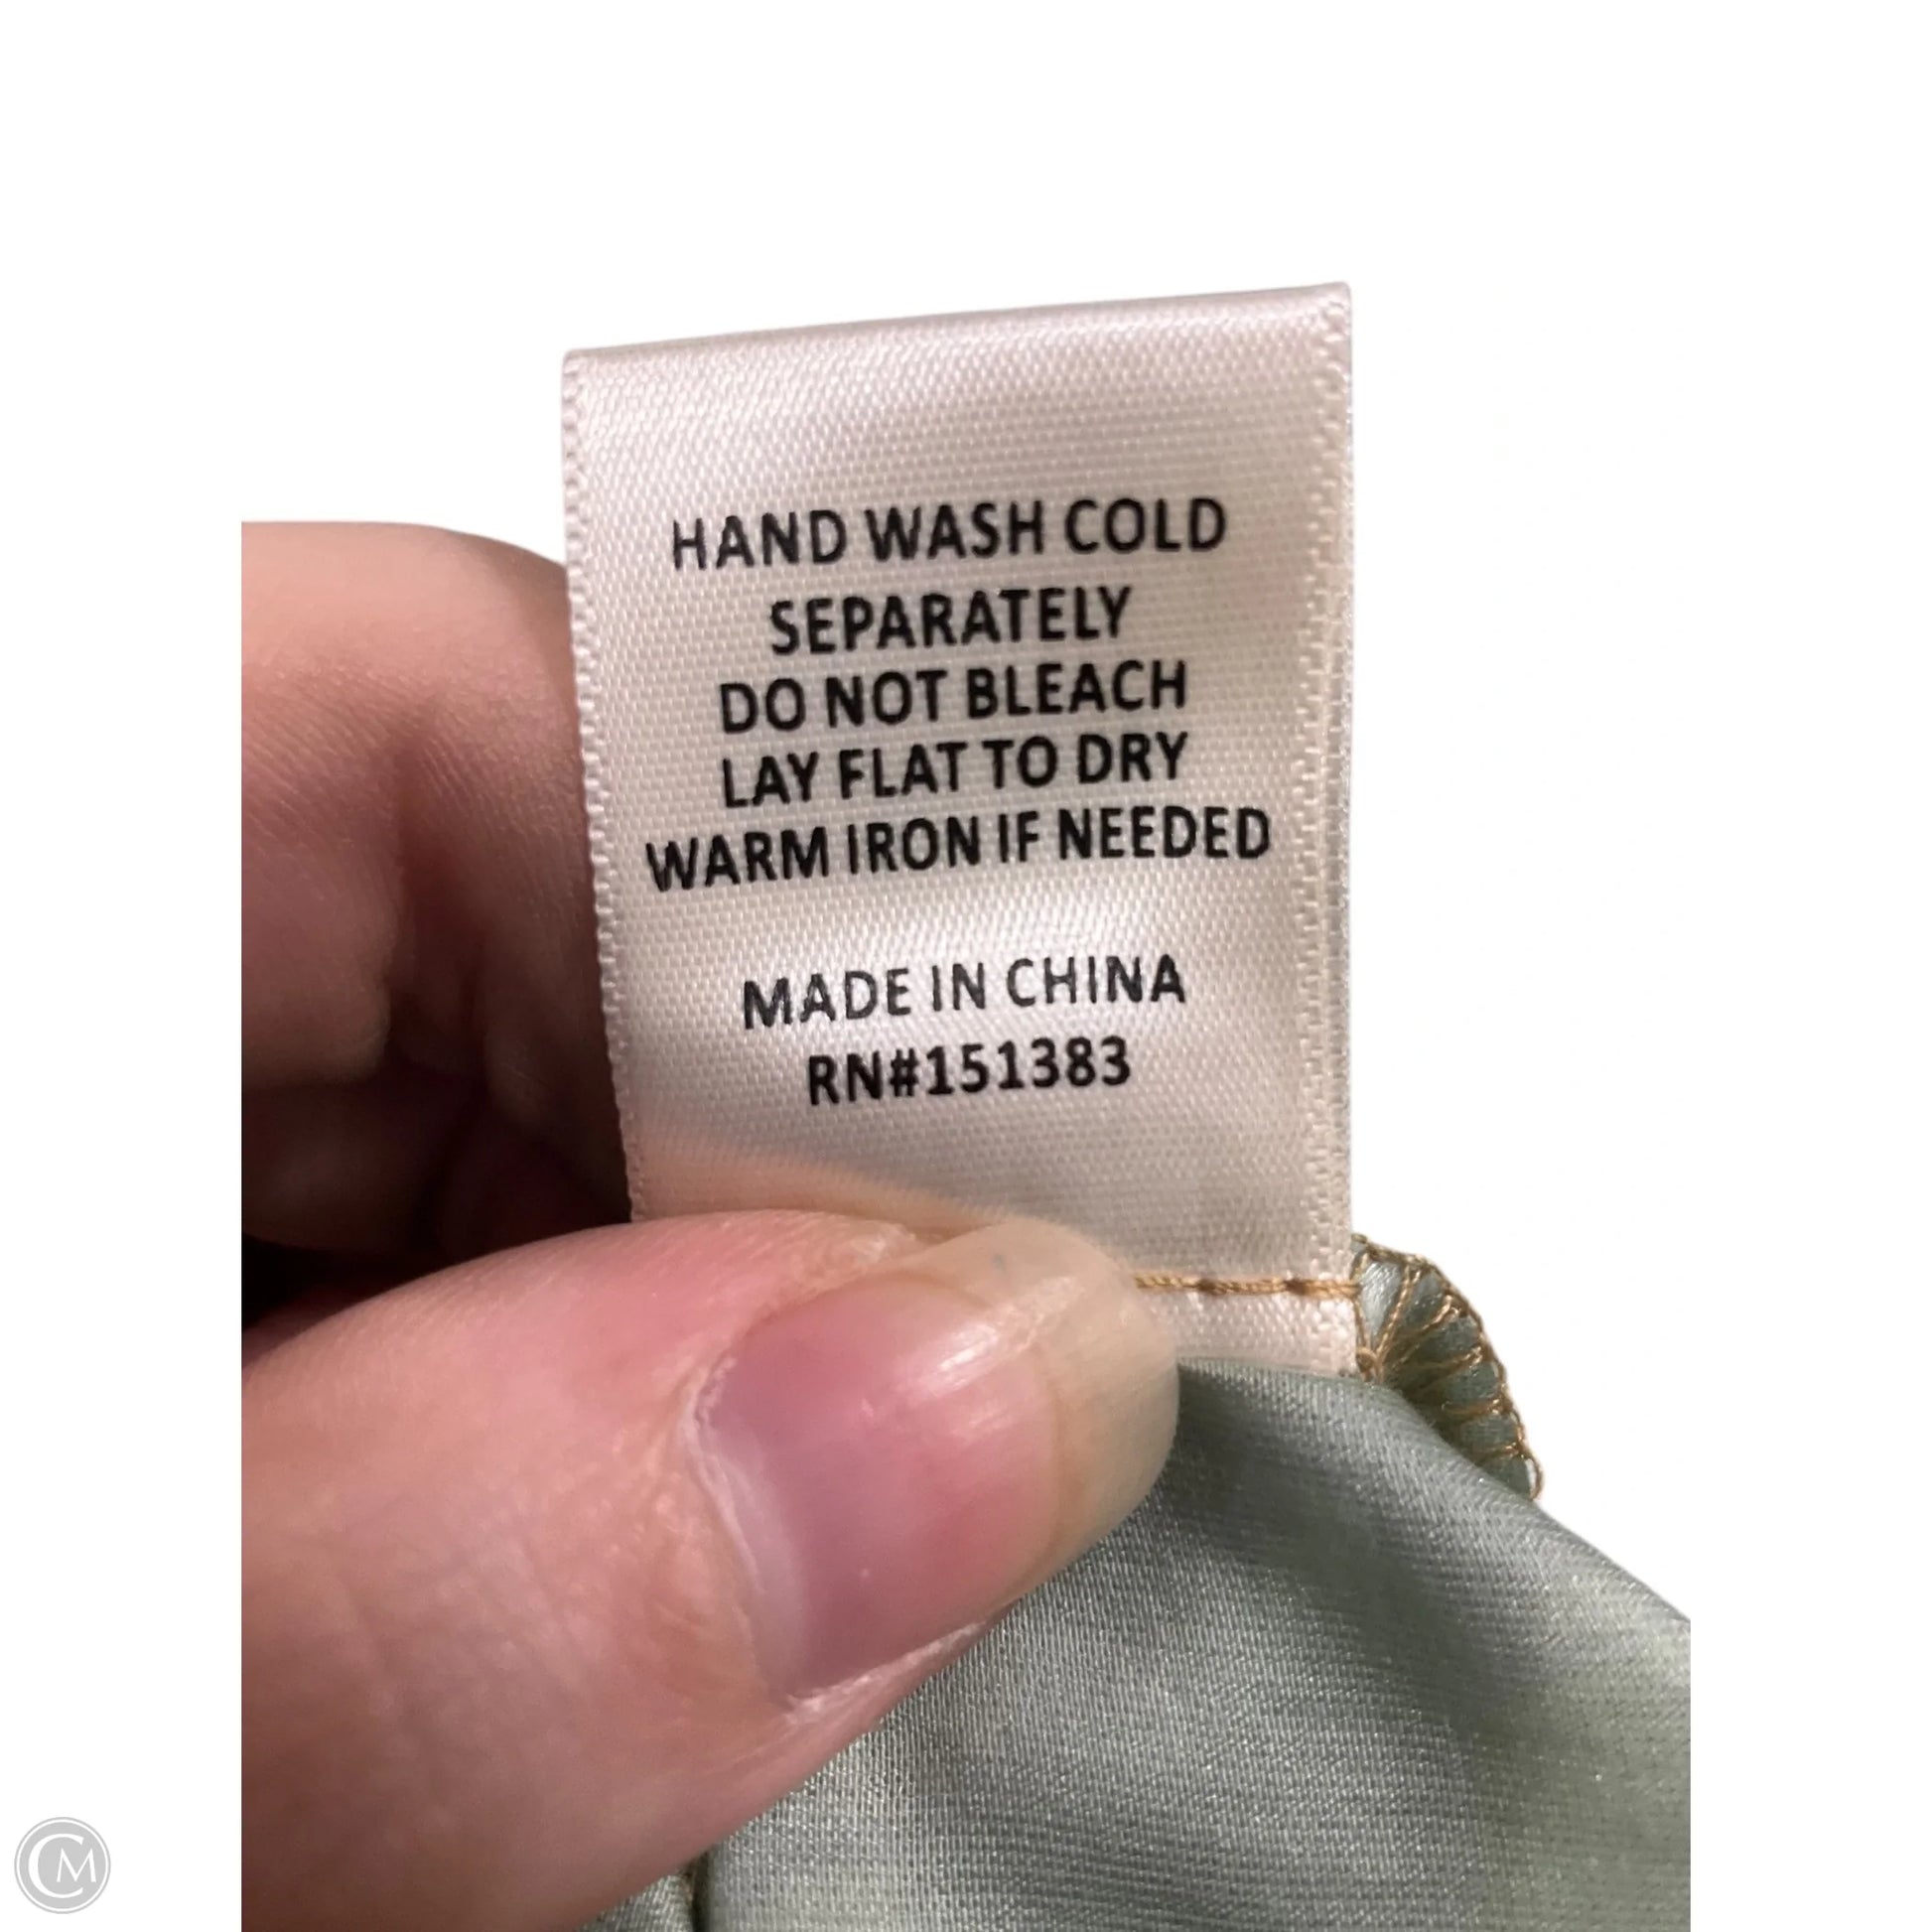 HAND WASH COLD
SEPARATELY
DO NOT BLEACH
LAY FLAT TO DRY
WARM IRON IF NEEDED
MADE IN CHINA
RN#151383
CM